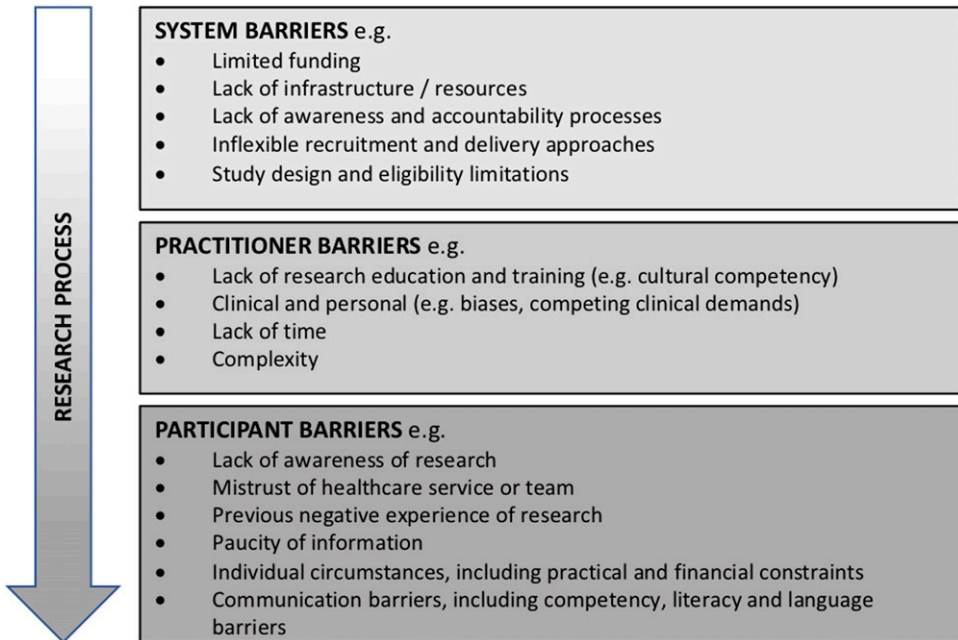 RESEARCH PROCESS
SYSTEM BARRIERS e.g.
• Limited funding
• Lack of infrastructure / resources
• Lack of awareness and accountability processes
• Inflexible recruitment and delivery approaches
• Study design and eligibility limitations
PRACTITIONER BARRIERS e.g.
• Lack of research education and training (e.g. cultural competency)
• Clinical and personal (e.g. biases, competing clinical demands)
• Lack of time
• Complexity
PARTICIPANT BARRIERS e.g.
• Lack of awareness of research
• Mistrust of healthcare service or team
• Previous negative experience of research
• Paucity of information
• Individual circumstances, including practical and financial constraints
• Communication barriers, including competency, literacy and language
barriers